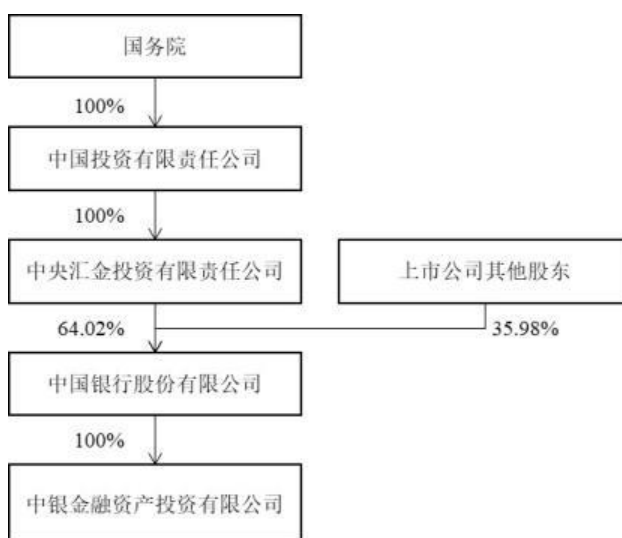 国务院
100%
中国投资有限责任公司
100%
中央汇金投资有限责任公司
上市公司其他股东
64.02%
35.98%
中国银行股份有限公司
100%
中银金融资产投资有限公司